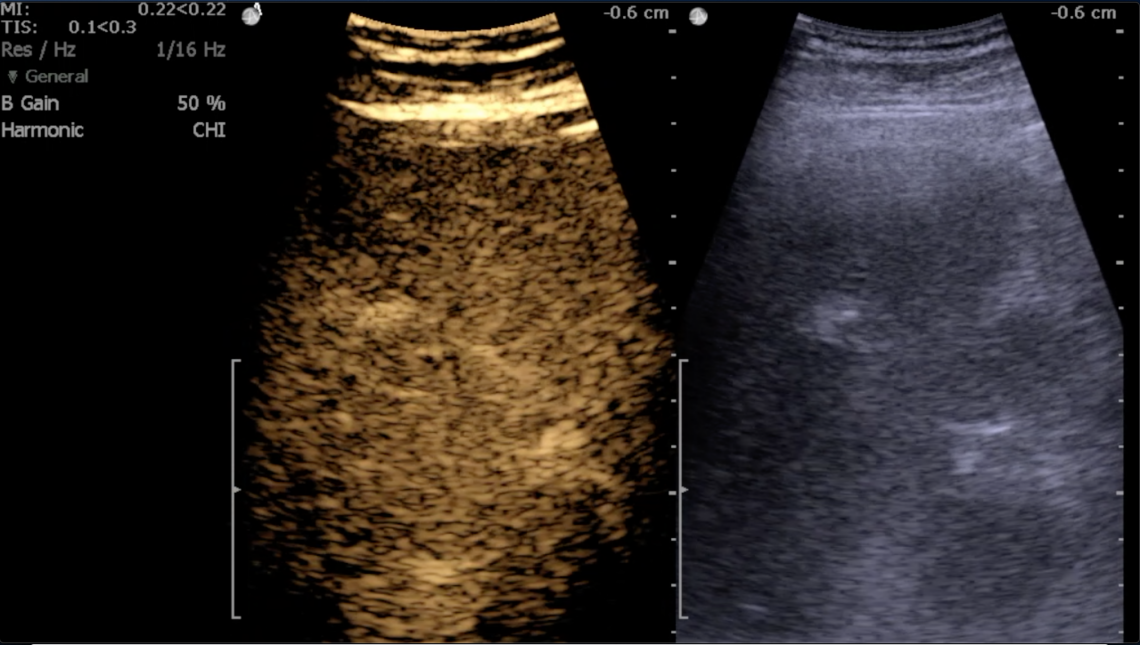 MI: 0.22<0.22
TIS: 0.1<0.3
Res / Hz 1/16 Hz
General
B Gain 50 %
Harmonic CHI
-0.6 cm
-0.6 cm